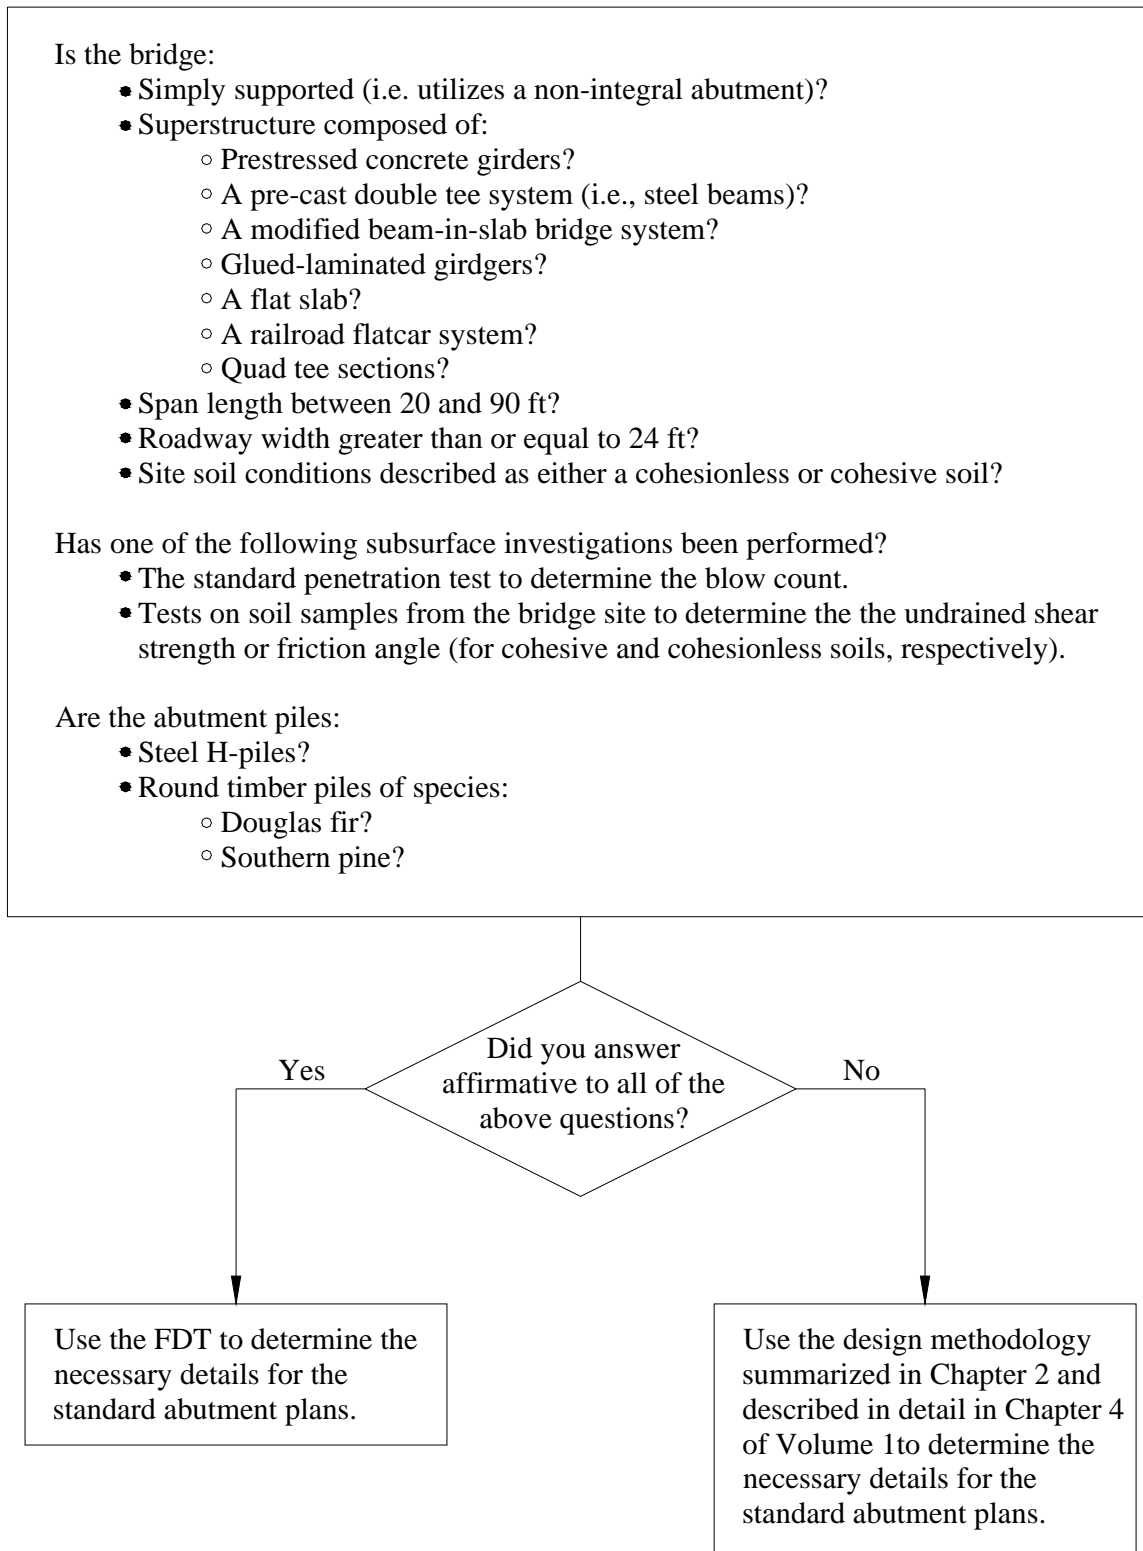 Is the bridge:
• Simply supported (i.e. utilizes a non-integral abutment)?
• Superstructure composed of:
○ Prestressed concrete girders?
○ A pre-cast double tee system (i.e., steel beams)?
○ A modified beam-in-slab bridge system?
○ Glued-laminated girdgers?
○ A flat slab?
○ A railroad flatcar system?
○ Quad tee sections?
• Span length between 20 and 90 ft?
• Roadway width greater than or equal to 24 ft?
• Site soil conditions described as either a cohesionless or cohesive soil?
Has one of the following subsurface investigations been performed?
• The standard penetration test to determine the blow count.
• Tests on soil samples from the bridge site to determine the the undrained shear
strength or friction angle (for cohesive and cohesionless soils, respectively).
Are the abutment piles:
• Steel H-piles?
• Round timber piles of species:
○ Douglas fir?
○ Southern pine?
Did you answer
affirmative to all of the
above questions?
Yes
No
Use the FDT to determine the
necessary details for the
standard abutment plans.
Use the design methodology
summarized in Chapter 2 and
described in detail in Chapter 4
of Volume 1to determine the
necessary details for the
standard abutment plans.